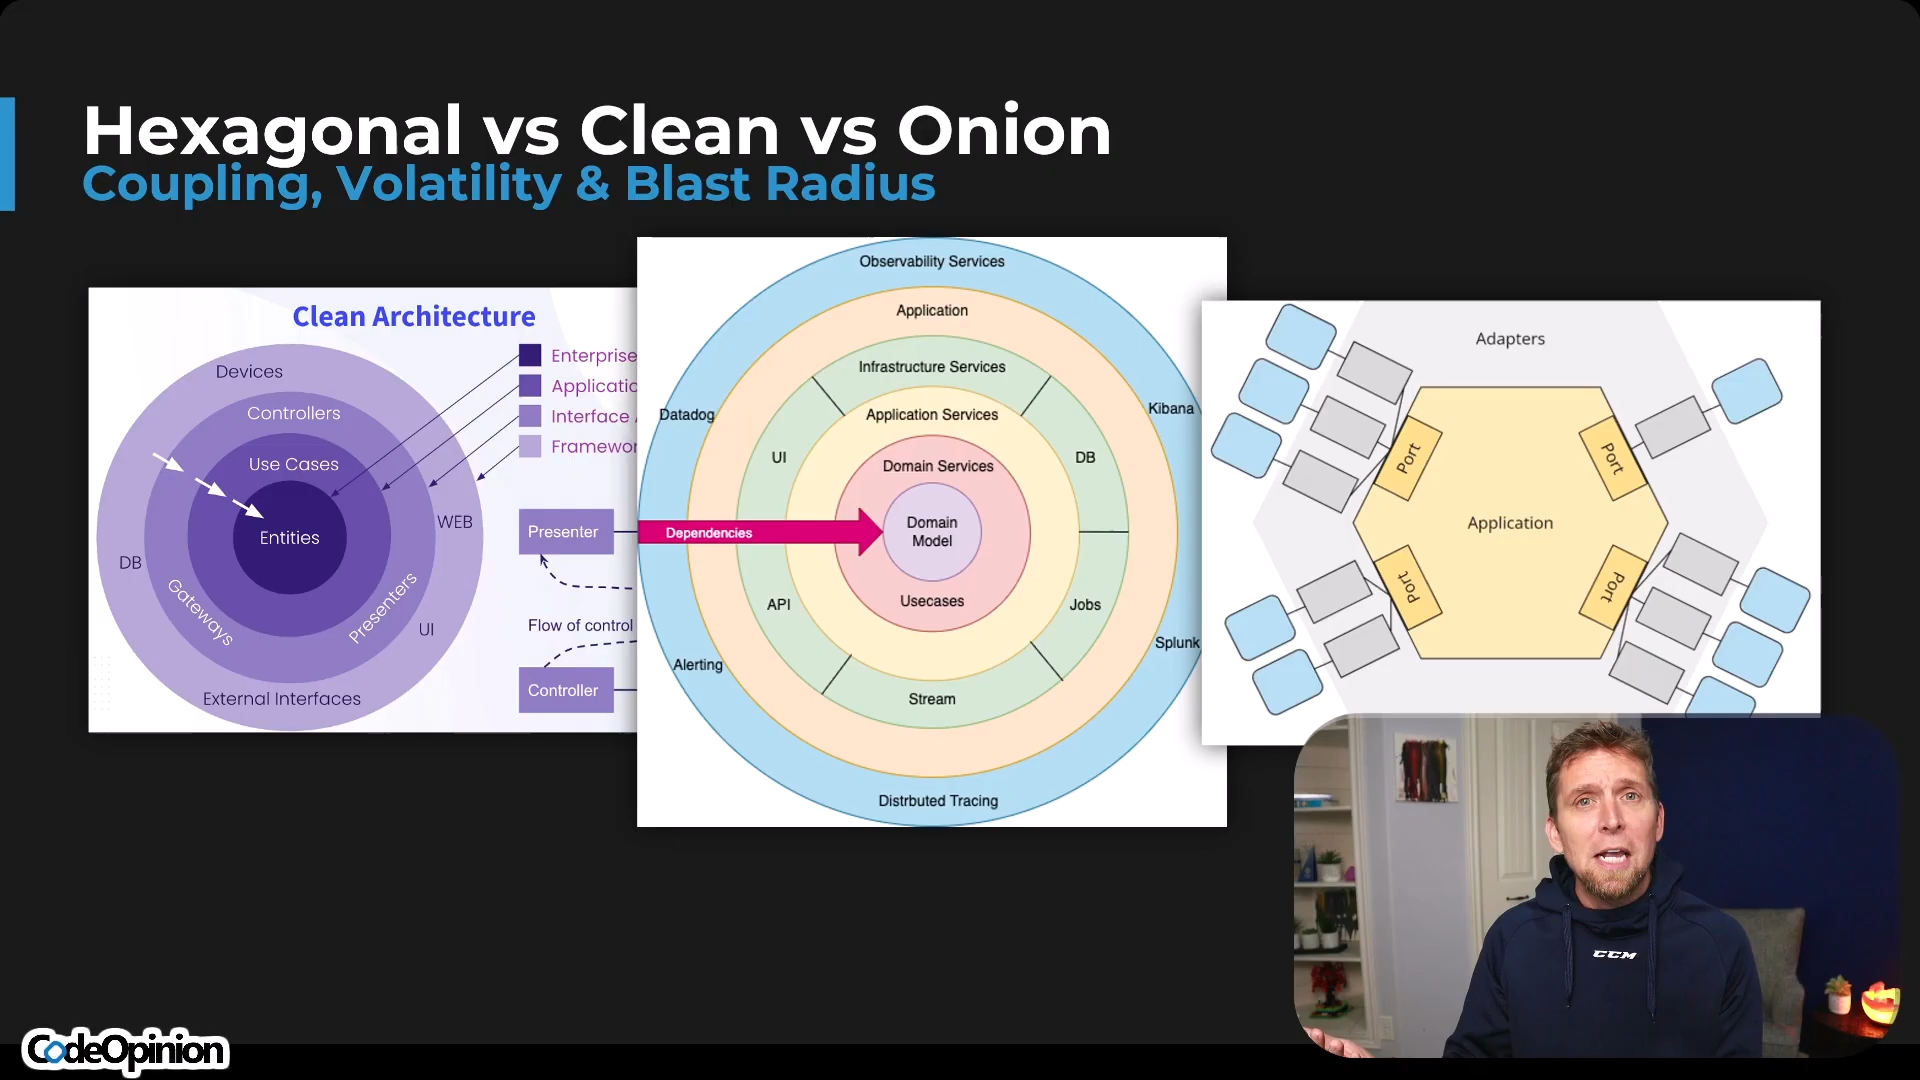 Hexagonal vs Clean vs Onion
Coupling, Volatility & Blast Radius
Clean Architecture
Devices
Controllers
Use Cases
Entities
WEB
DB
Gateways
Presenters
UI
External Interfaces
Enterprise
Applicatio
Interface
Framewor
Presenter
Flow of control
Controller
Observability Services
Application
Infrastructure Services
Application Services
Domain Services
Domain
Model
Usecases
Dependencies
Datadog
Kibana
UI
DB
API
Jobs
Alerting
Splunk
Stream
Distrbuted Tracing
Adapters
Port
Port
Application
Port
Port
CCM
CodeOpinion